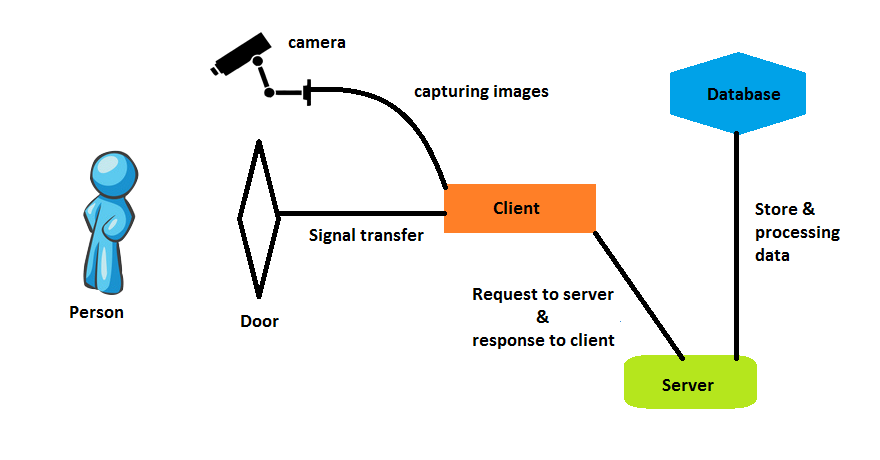 camera
capturing images
Database
Client
Signal transfer
Store &
processing
data
Person
Door
Request to server
&
response to client
Server